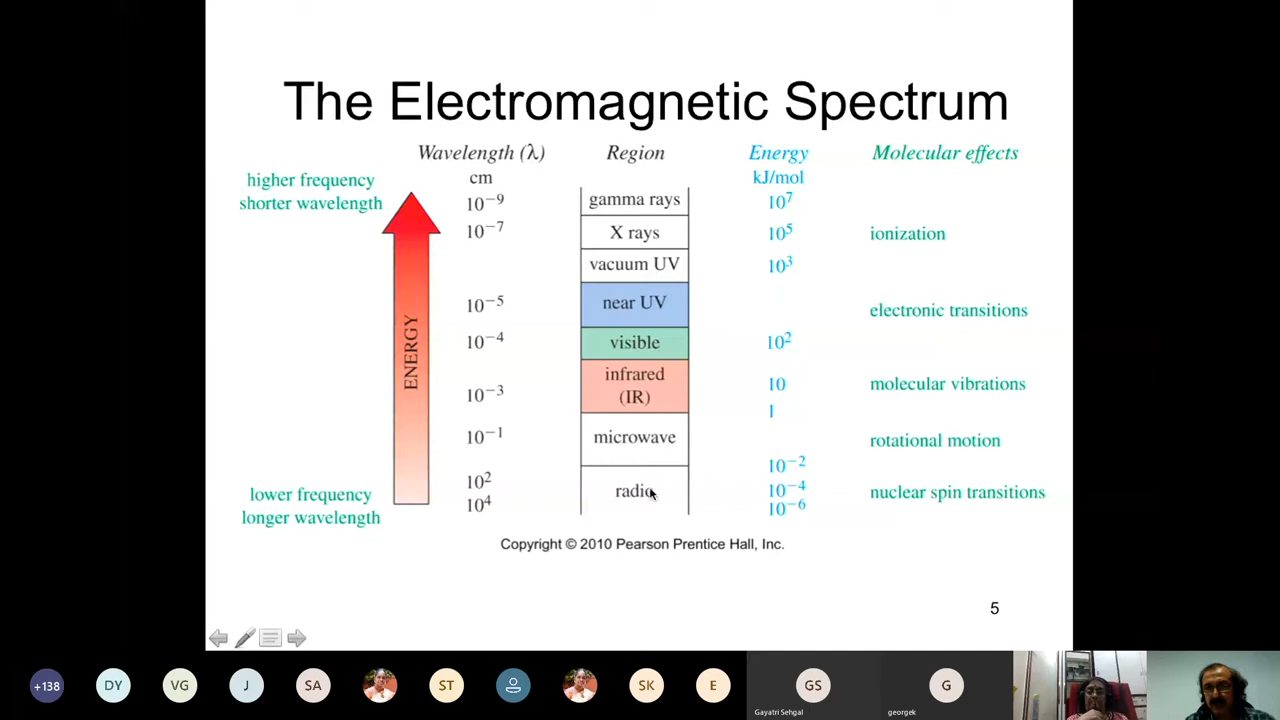 The Electromagnetic Spectrum
Wavelength (λ) Region Energy Molecular effects
cm kJ/mol
higher frequency
shorter wavelength
10⁻⁹ gamma rays 10⁷
10⁻⁷ X rays 10⁵ ionization
vacuum UV 10³
10⁻⁵ near UV electronic transitions
ENERGY
10⁻⁴ visible 10²
infrared
(IR)
10⁻³ 10 molecular vibrations
1
10⁻¹ microwave rotational motion
10⁻²
10² radio 10⁻⁴ nuclear spin transitions
10⁴ 10⁻⁶
lower frequency
longer wavelength
Copyright © 2010 Pearson Prentice Hall, Inc.
5
+138 DY VG J SA ST SK E GS G
Gayatri Sehgal georgek